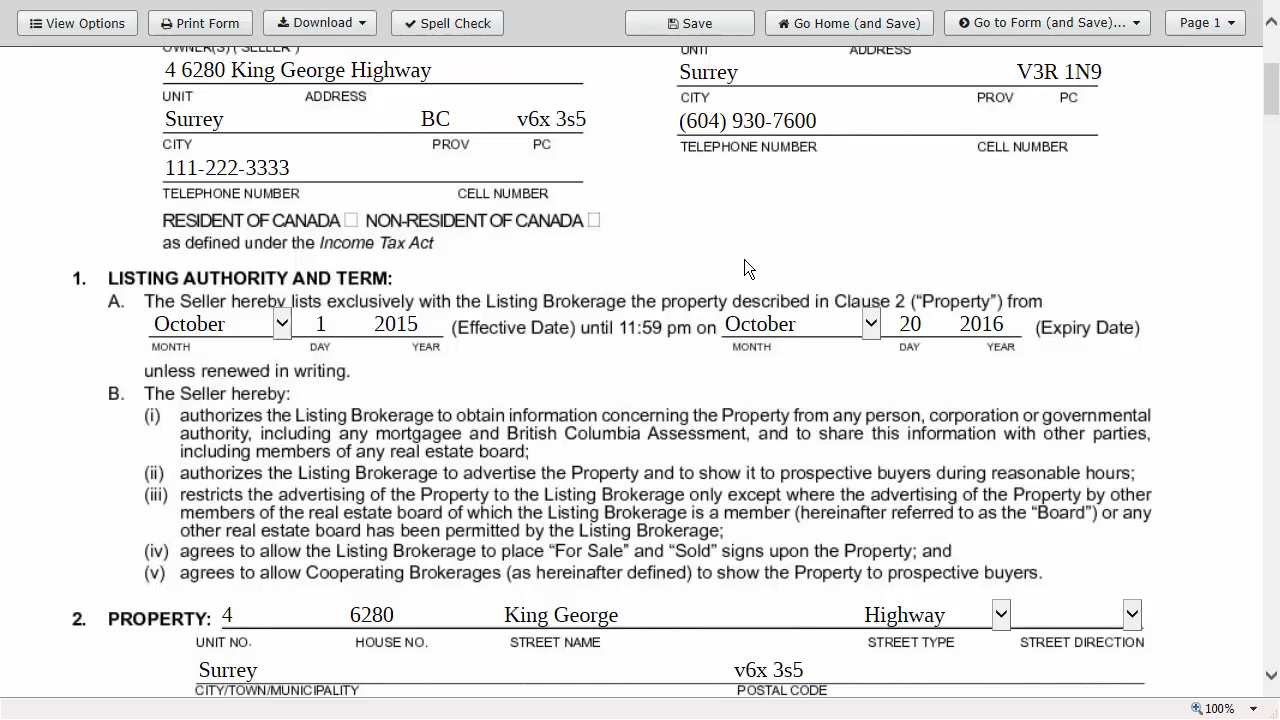 View Options Print Form Download Spell Check Save Go Home (and Save) Go to Form (and Save)... Page 1
OWNER(S) ( SELLER )
4 6280 King George Highway
UNIT ADDRESS
Surrey BC v6x 3s5
CITY PROV PC
111-222-3333
TELEPHONE NUMBER CELL NUMBER
RESIDENT OF CANADA NON-RESIDENT OF CANADA
as defined under the Income Tax Act
UNIT ADDRESS
Surrey V3R 1N9
CITY PROV PC
(604) 930-7600
TELEPHONE NUMBER CELL NUMBER
1. LISTING AUTHORITY AND TERM:
A. The Seller hereby lists exclusively with the Listing Brokerage the property described in Clause 2 (“Property”) from
October 1 2015 (Effective Date) until 11:59 pm on October 20 2016 (Expiry Date)
MONTH DAY YEAR MONTH DAY YEAR
unless renewed in writing.
B. The Seller hereby:
(i) authorizes the Listing Brokerage to obtain information concerning the Property from any person, corporation or governmental
authority, including any mortgagee and British Columbia Assessment, and to share this information with other parties,
including members of any real estate board;
(ii) authorizes the Listing Brokerage to advertise the Property and to show it to prospective buyers during reasonable hours;
(iii) restricts the advertising of the Property to the Listing Brokerage only except where the advertising of the Property by other
members of the real estate board of which the Listing Brokerage is a member (hereinafter referred to as the “Board”) or any
other real estate board has been permitted by the Listing Brokerage;
(iv) agrees to allow the Listing Brokerage to place “For Sale” and “Sold” signs upon the Property; and
(v) agrees to allow Cooperating Brokerages (as hereinafter defined) to show the Property to prospective buyers.
2. PROPERTY: 4 6280 King George Highway
UNIT NO. HOUSE NO. STREET NAME STREET TYPE STREET DIRECTION
Surrey v6x 3s5
CITY/TOWN/MUNICIPALITY POSTAL CODE
100%